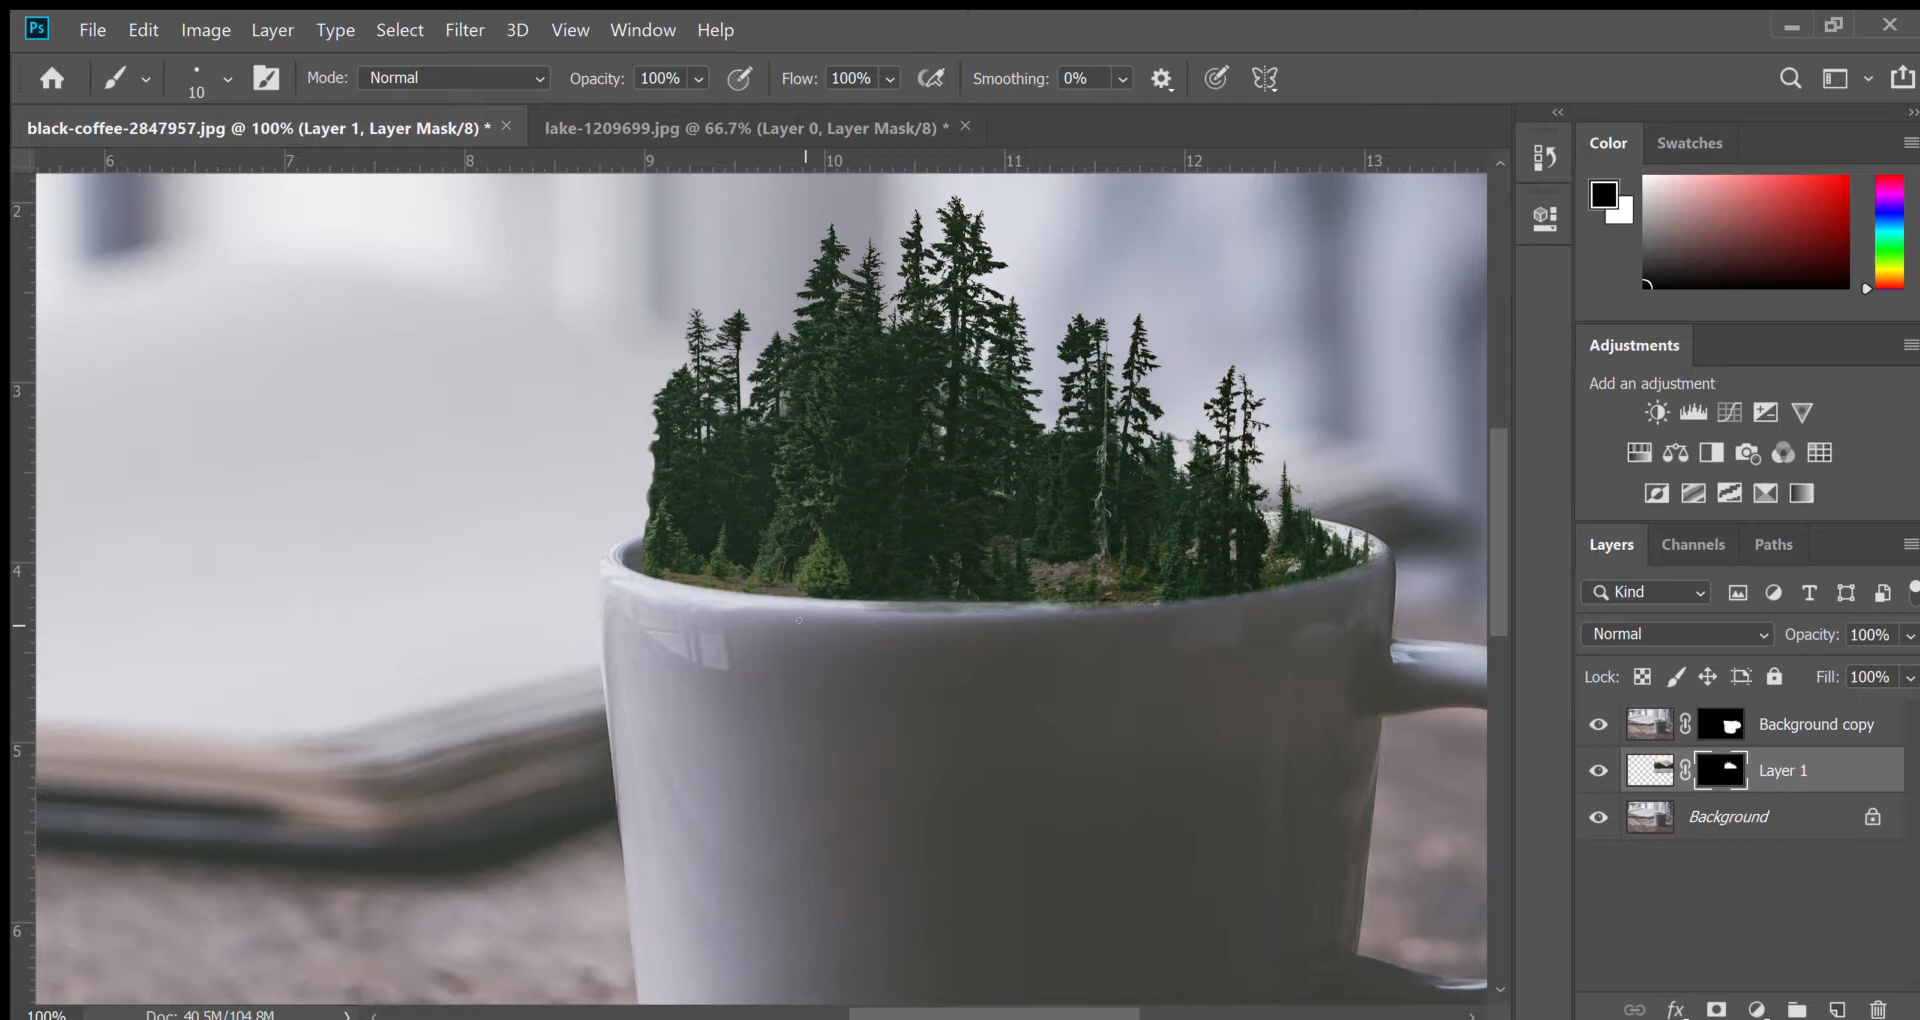 Ps File Edit Image Layer Type Select Filter 3D View Window Help
10 Mode: Normal Opacity: 100% Flow: 100% Smoothing: 0%
black-coffee-2847957.jpg @ 100% (Layer 1, Layer Mask/8) * lake-1209699.jpg @ 66.7% (Layer 0, Layer Mask/8) *
6 7 8 9 10 11 12 13
2
3
4
5
6
Color Swatches
Adjustments
Add an adjustment
Layers Channels Paths
Kind
Normal Opacity: 100%
Lock: Fill: 100%
Background copy
Layer 1
Background
fx
100% Doc: 40.5M/104.8M